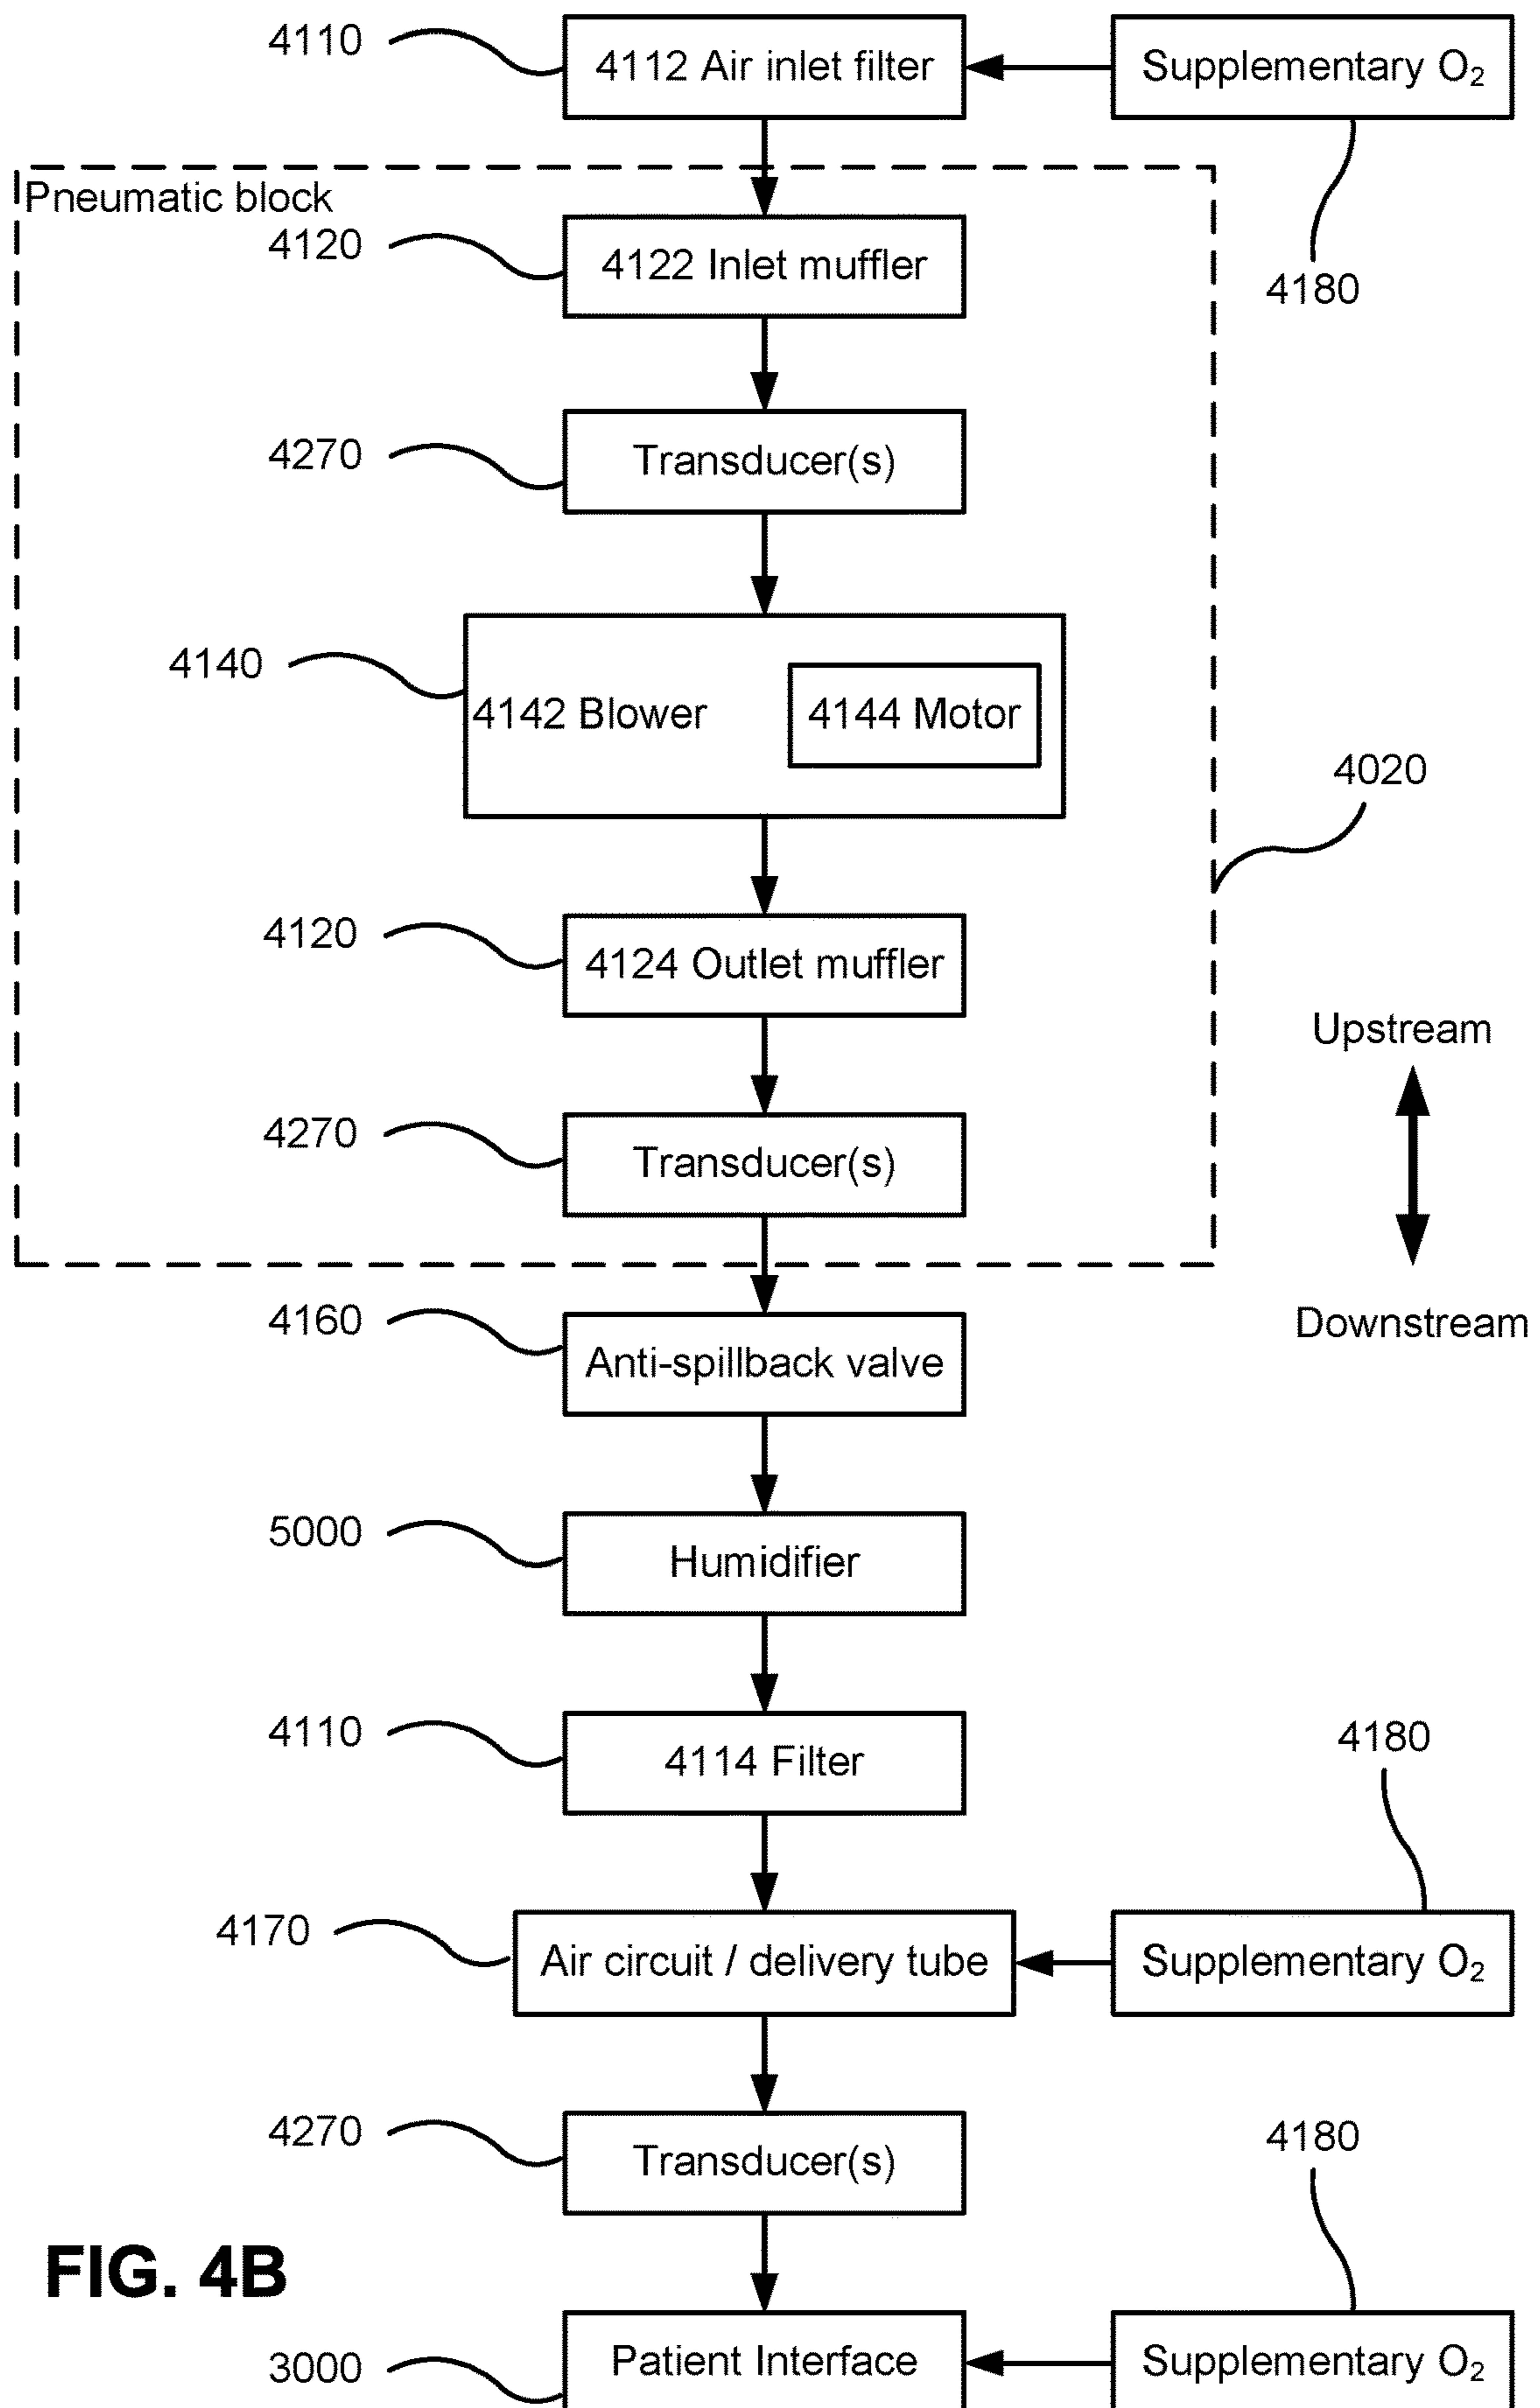 4110
4112 Air inlet filter
Supplementary O₂
Pneumatic block
4120
4122 Inlet muffler
4180
4270
Transducer(s)
4140
4142 Blower
4144 Motor
4020
4120
4124 Outlet muffler
Upstream
4270
Transducer(s)
Downstream
4160
Anti-spillback valve
5000
Humidifier
4110
4114 Filter
4180
4170
Air circuit / delivery tube
Supplementary O₂
4270
Transducer(s)
4180
FIG. 4B
3000
Patient Interface
Supplementary O₂